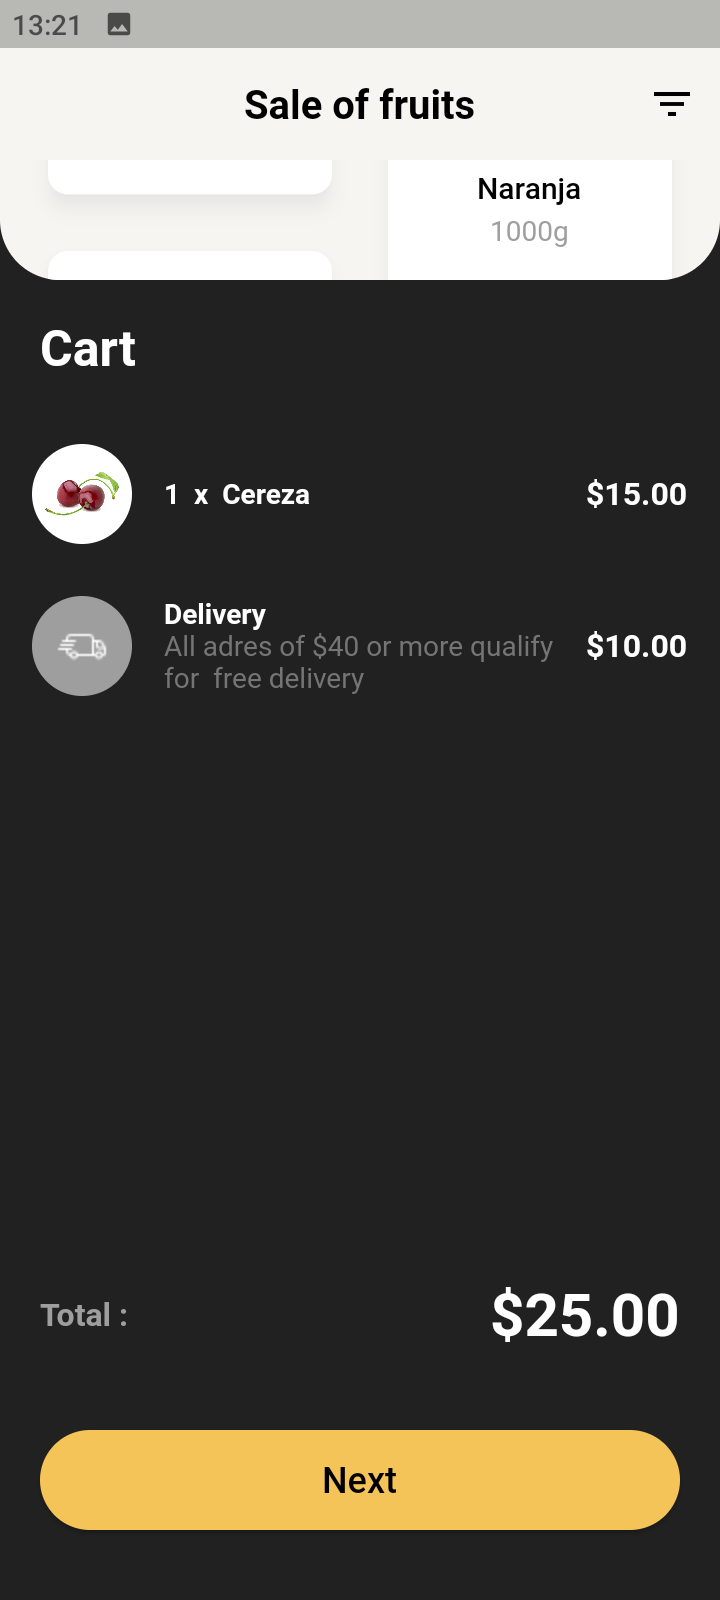 13:21
Sale of fruits
Naranja
1000g
Cart
1 x Cereza
$15.00
Delivery
All adres of $40 or more qualify
for free delivery
$10.00
Total :
$25.00
Next